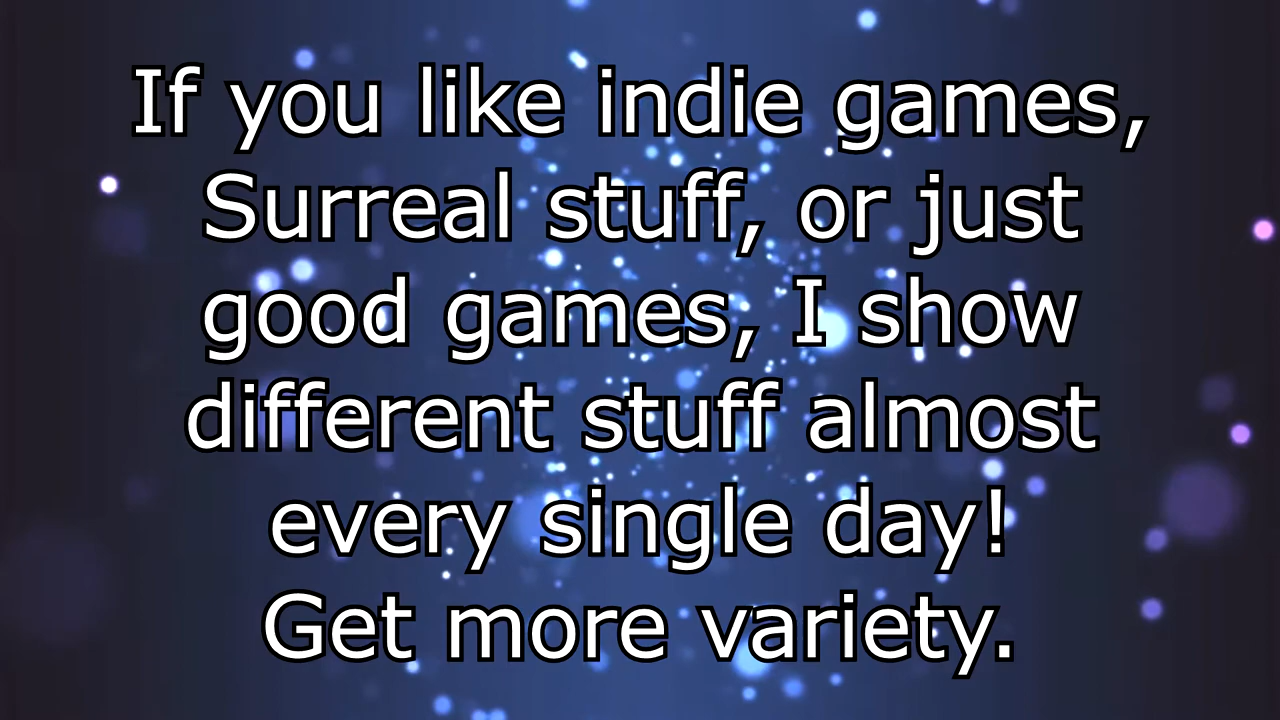 If you like indie games,
Surreal stuff, or just
good games, I show
different stuff almost
every single day!
Get more variety.